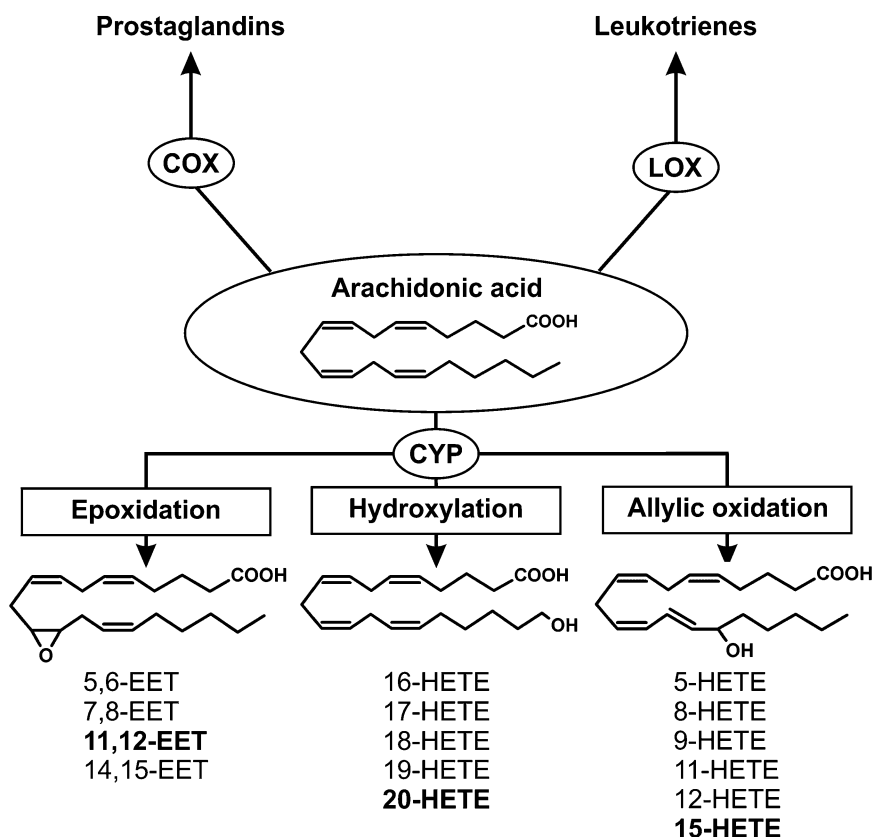 Prostaglandins
Leukotrienes
COX
LOX
Arachidonic acid
COOH
CYP
Epoxidation
Hydroxylation
Allylic oxidation
COOH
O
COOH
OH
COOH
OH
5,6-EET
7,8-EET
11,12-EET
14,15-EET
16-HETE
17-HETE
18-HETE
19-HETE
20-HETE
5-HETE
8-HETE
9-HETE
11-HETE
12-HETE
15-HETE